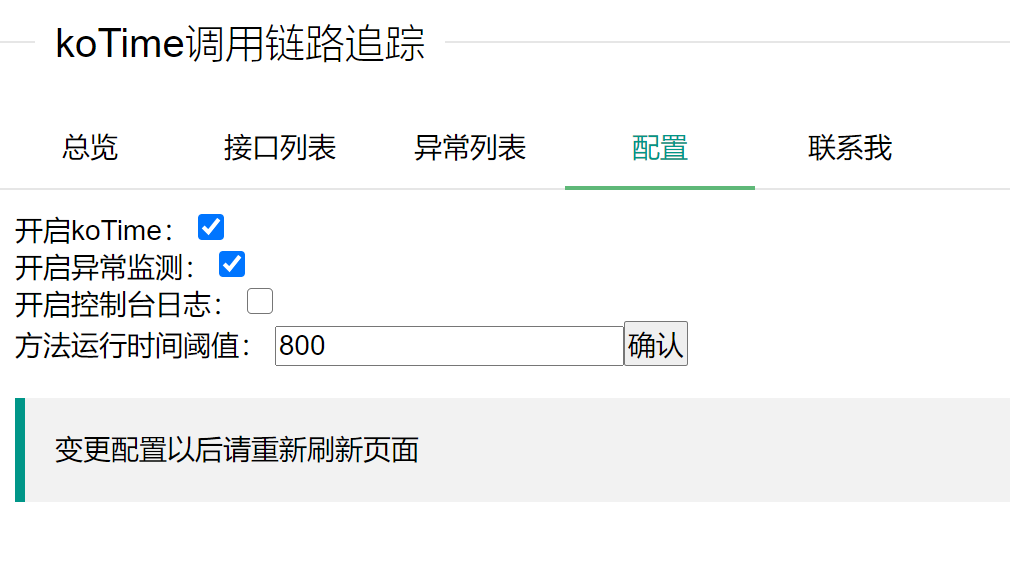 koTime调用链路追踪
总览 接口列表 异常列表 配置 联系我
开启koTime：
开启异常监测：
开启控制台日志：
方法运行时间阈值： 800 确认
变更配置以后请重新刷新页面